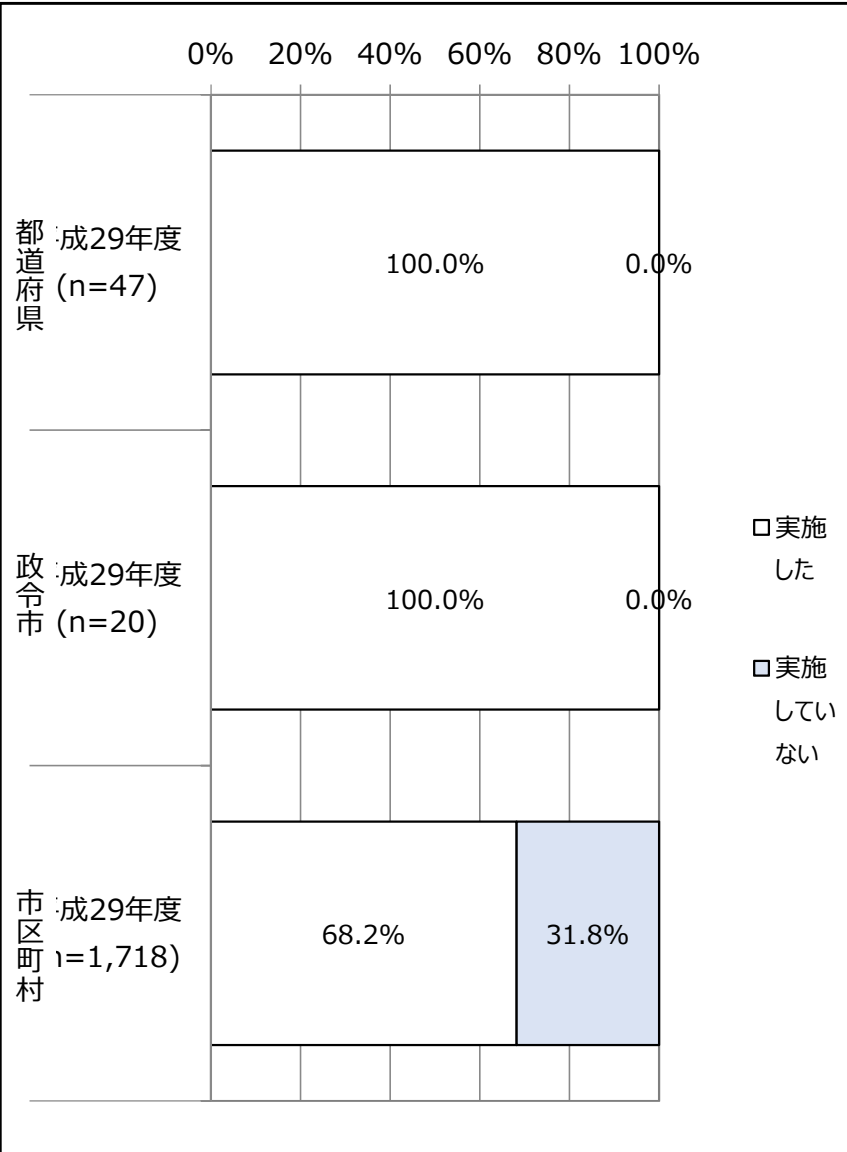 0% 20% 40% 60% 80% 100%
都道府県
成29年度
(n=47)
100.0% 0.0%
政令市
成29年度
(n=20)
100.0% 0.0%
市区町村
成29年度
n=1,718)
68.2% 31.8%
実施
した
実施
してい
ない